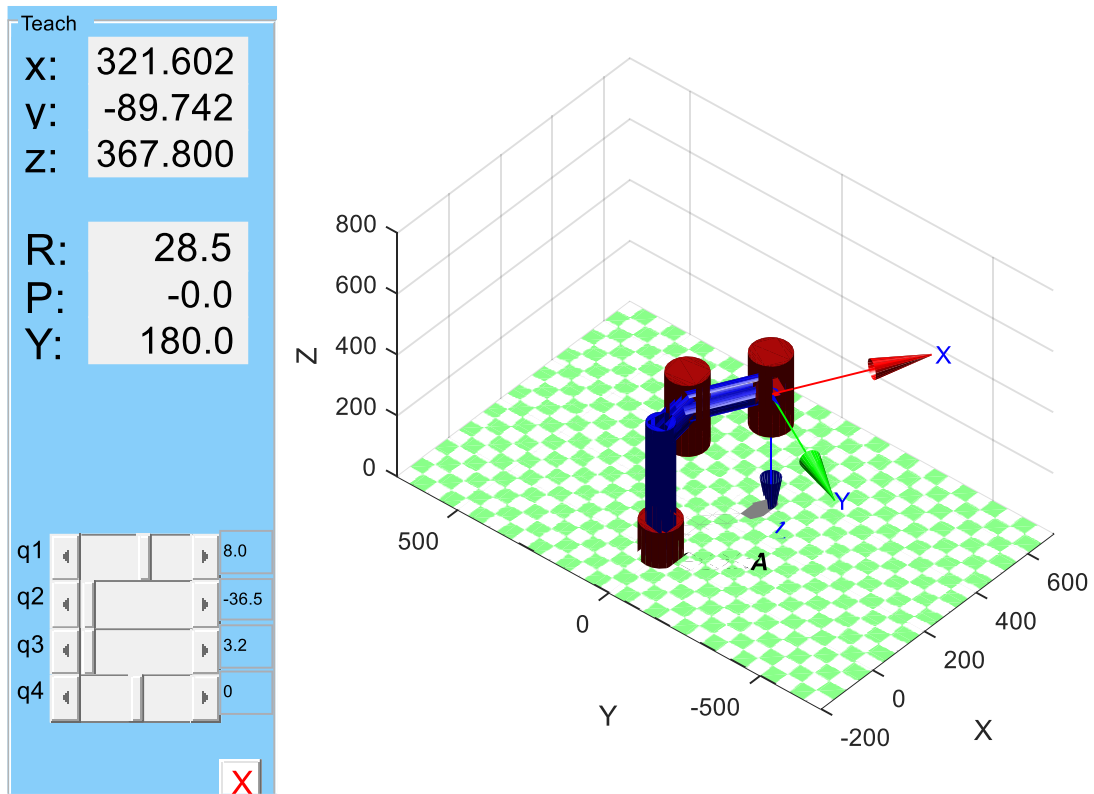 Teach
x: 321.602
y: -89.742
z: 367.800
R: 28.5
P: -0.0
Y: 180.0
q1 8.0
q2 -36.5
q3 3.2
q4 0
X
800
600
400
200
0
Z
500
0
-500
Y
-200
0
200
400
600
X
X
Y
1
A